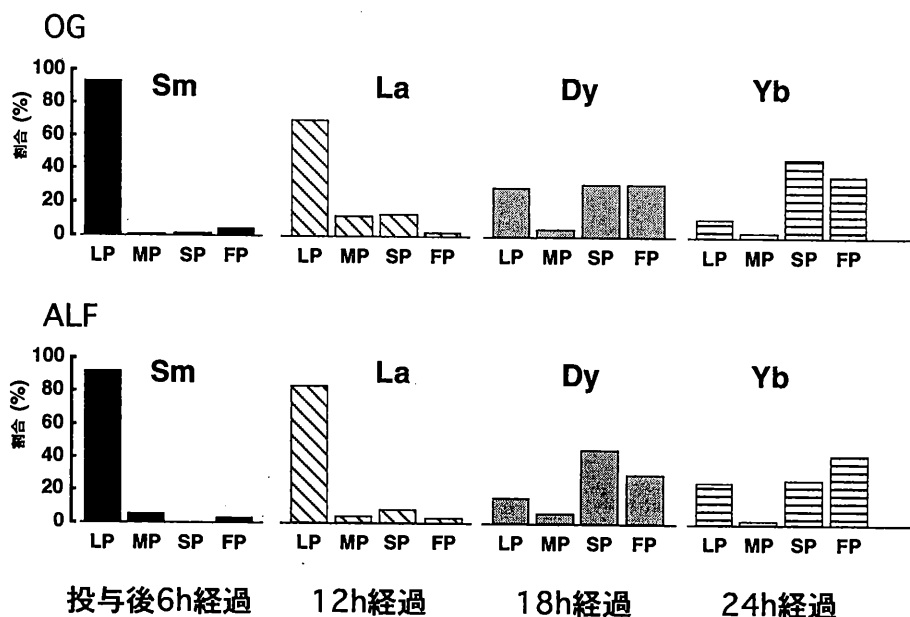 OG
Sm La Dy Yb
割合 (%)
100
80
60
40
20
0
LP MP SP FP LP MP SP FP LP MP SP FP LP MP SP FP
ALF
Sm La Dy Yb
割合 (%)
100
80
60
40
20
0
LP MP SP FP LP MP SP FP LP MP SP FP LP MP SP FP
投与後6h経過 12h経過 18h経過 24h経過